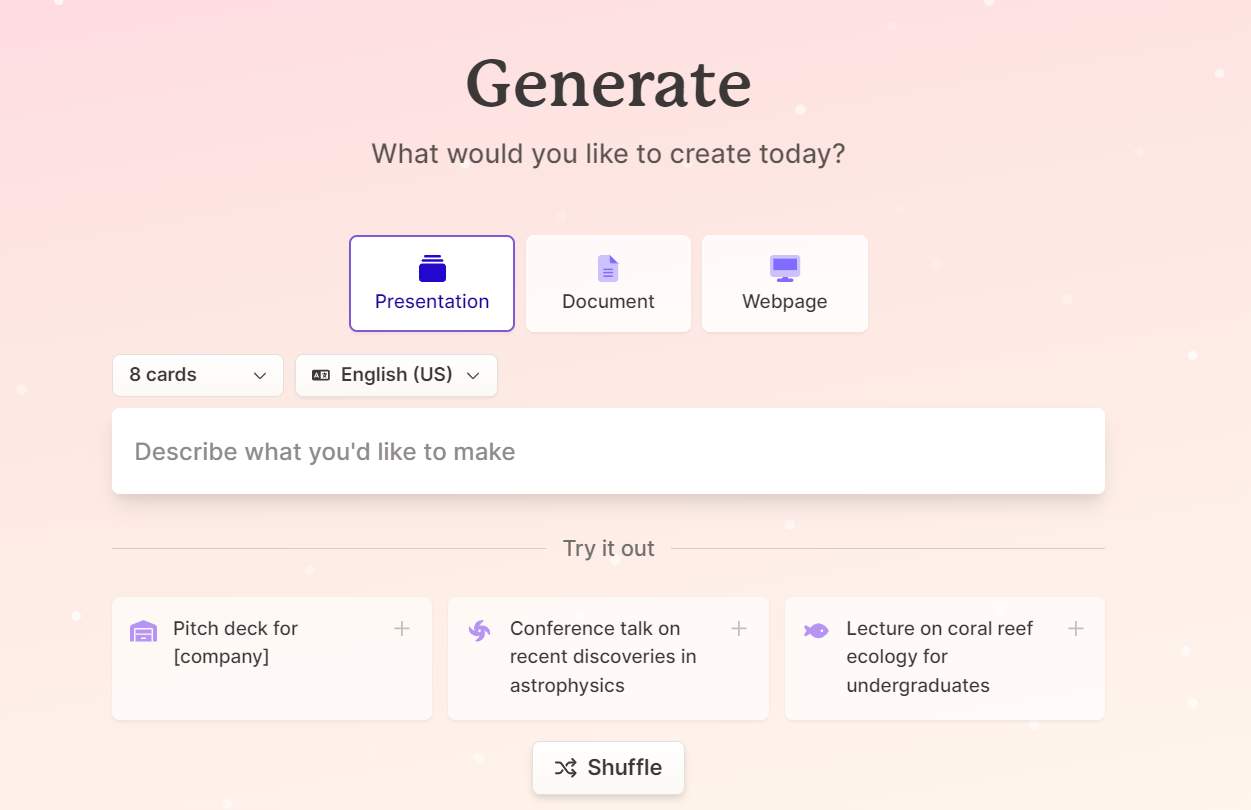 Generate
What would you like to create today?
Presentation
Document
Webpage
8 cards
English (US)
Describe what you'd like to make
Try it out
Pitch deck for
[company]
Conference talk on
recent discoveries in
astrophysics
Lecture on coral reef
ecology for
undergraduates
Shuffle